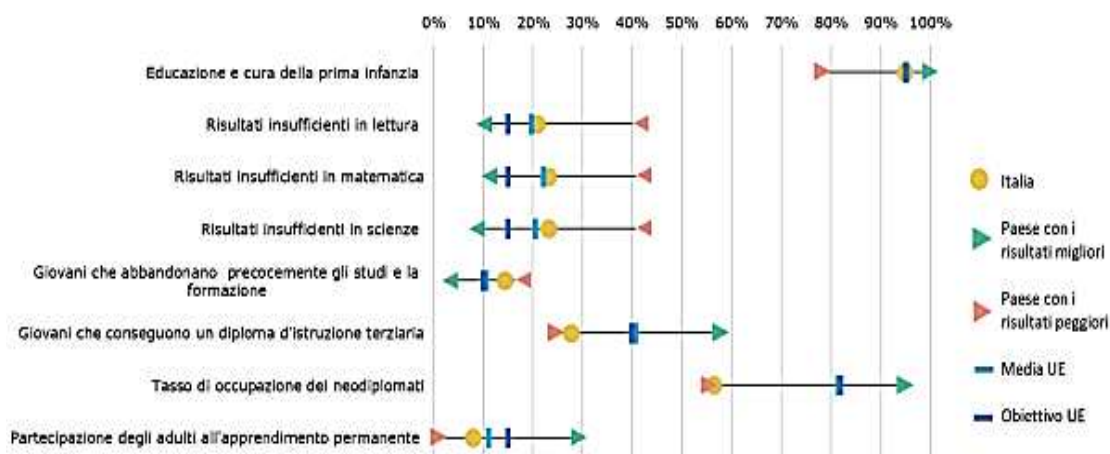 0% 10% 20% 30% 40% 50% 60% 70% 80% 90% 100%
Educazione e cura della prima infanzia
Risultati insufficienti in lettura
Risultati insufficienti in matematica
Risultati insufficienti in scienze
Giovani che abbandonano precocemente gli studi e la
formazione
Giovani che conseguono un diploma d'istruzione terziaria
Tasso di occupazione dei neodiplomati
Partecipazione degli adulti all'apprendimento permanente
Italia
Paese con i
risultati migliori
Paese con i
risultati peggiori
Media UE
Obiettivo UE